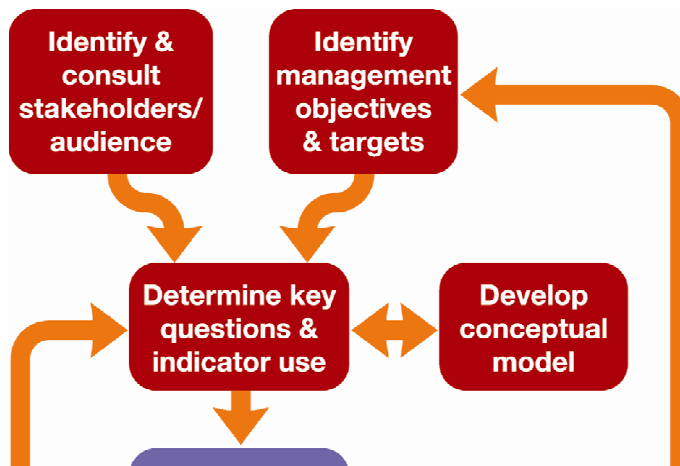 Identify &
consult
stakeholders/
audience
Identify
management
objectives
& targets
Determine key
questions &
indicator use
Develop
conceptual
model